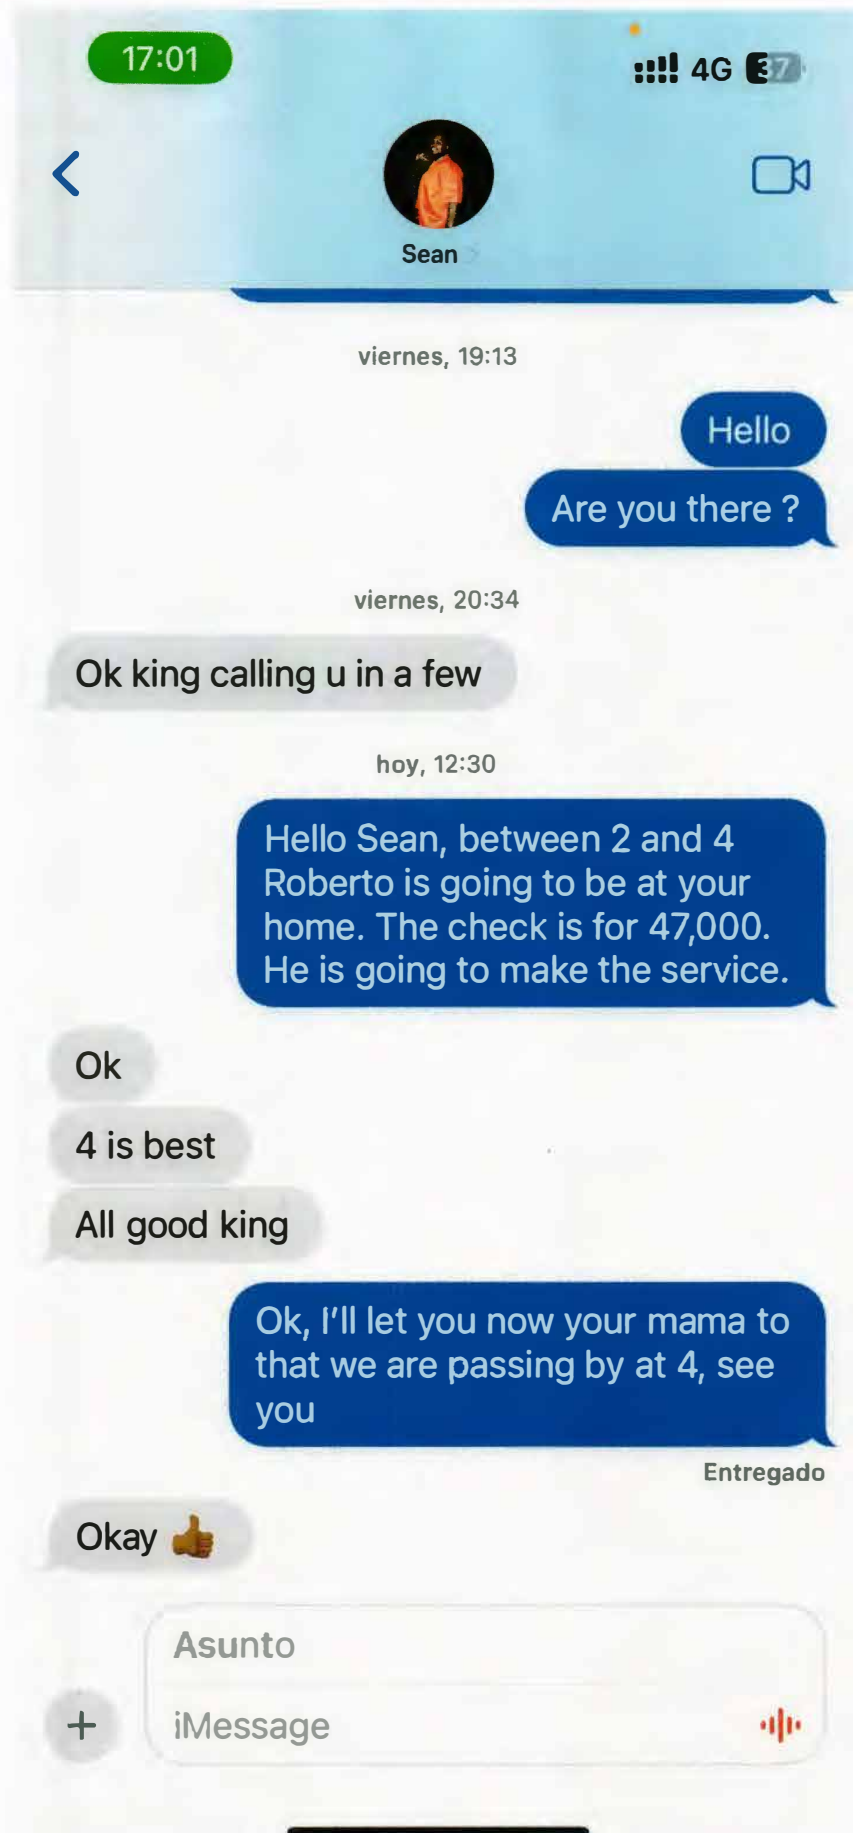 17:01
4G 37
Sean
viernes, 19:13
Hello
Are you there ?
viernes, 20:34
Ok king calling u in a few
hoy, 12:30
Hello Sean, between 2 and 4
Roberto is going to be at your
home. The check is for 47,000.
He is going to make the service.
Ok
4 is best
All good king
Ok, I'll let you now your mama to
that we are passing by at 4, see
you
Entregado
Okay 👍🏾
Asunto
iMessage